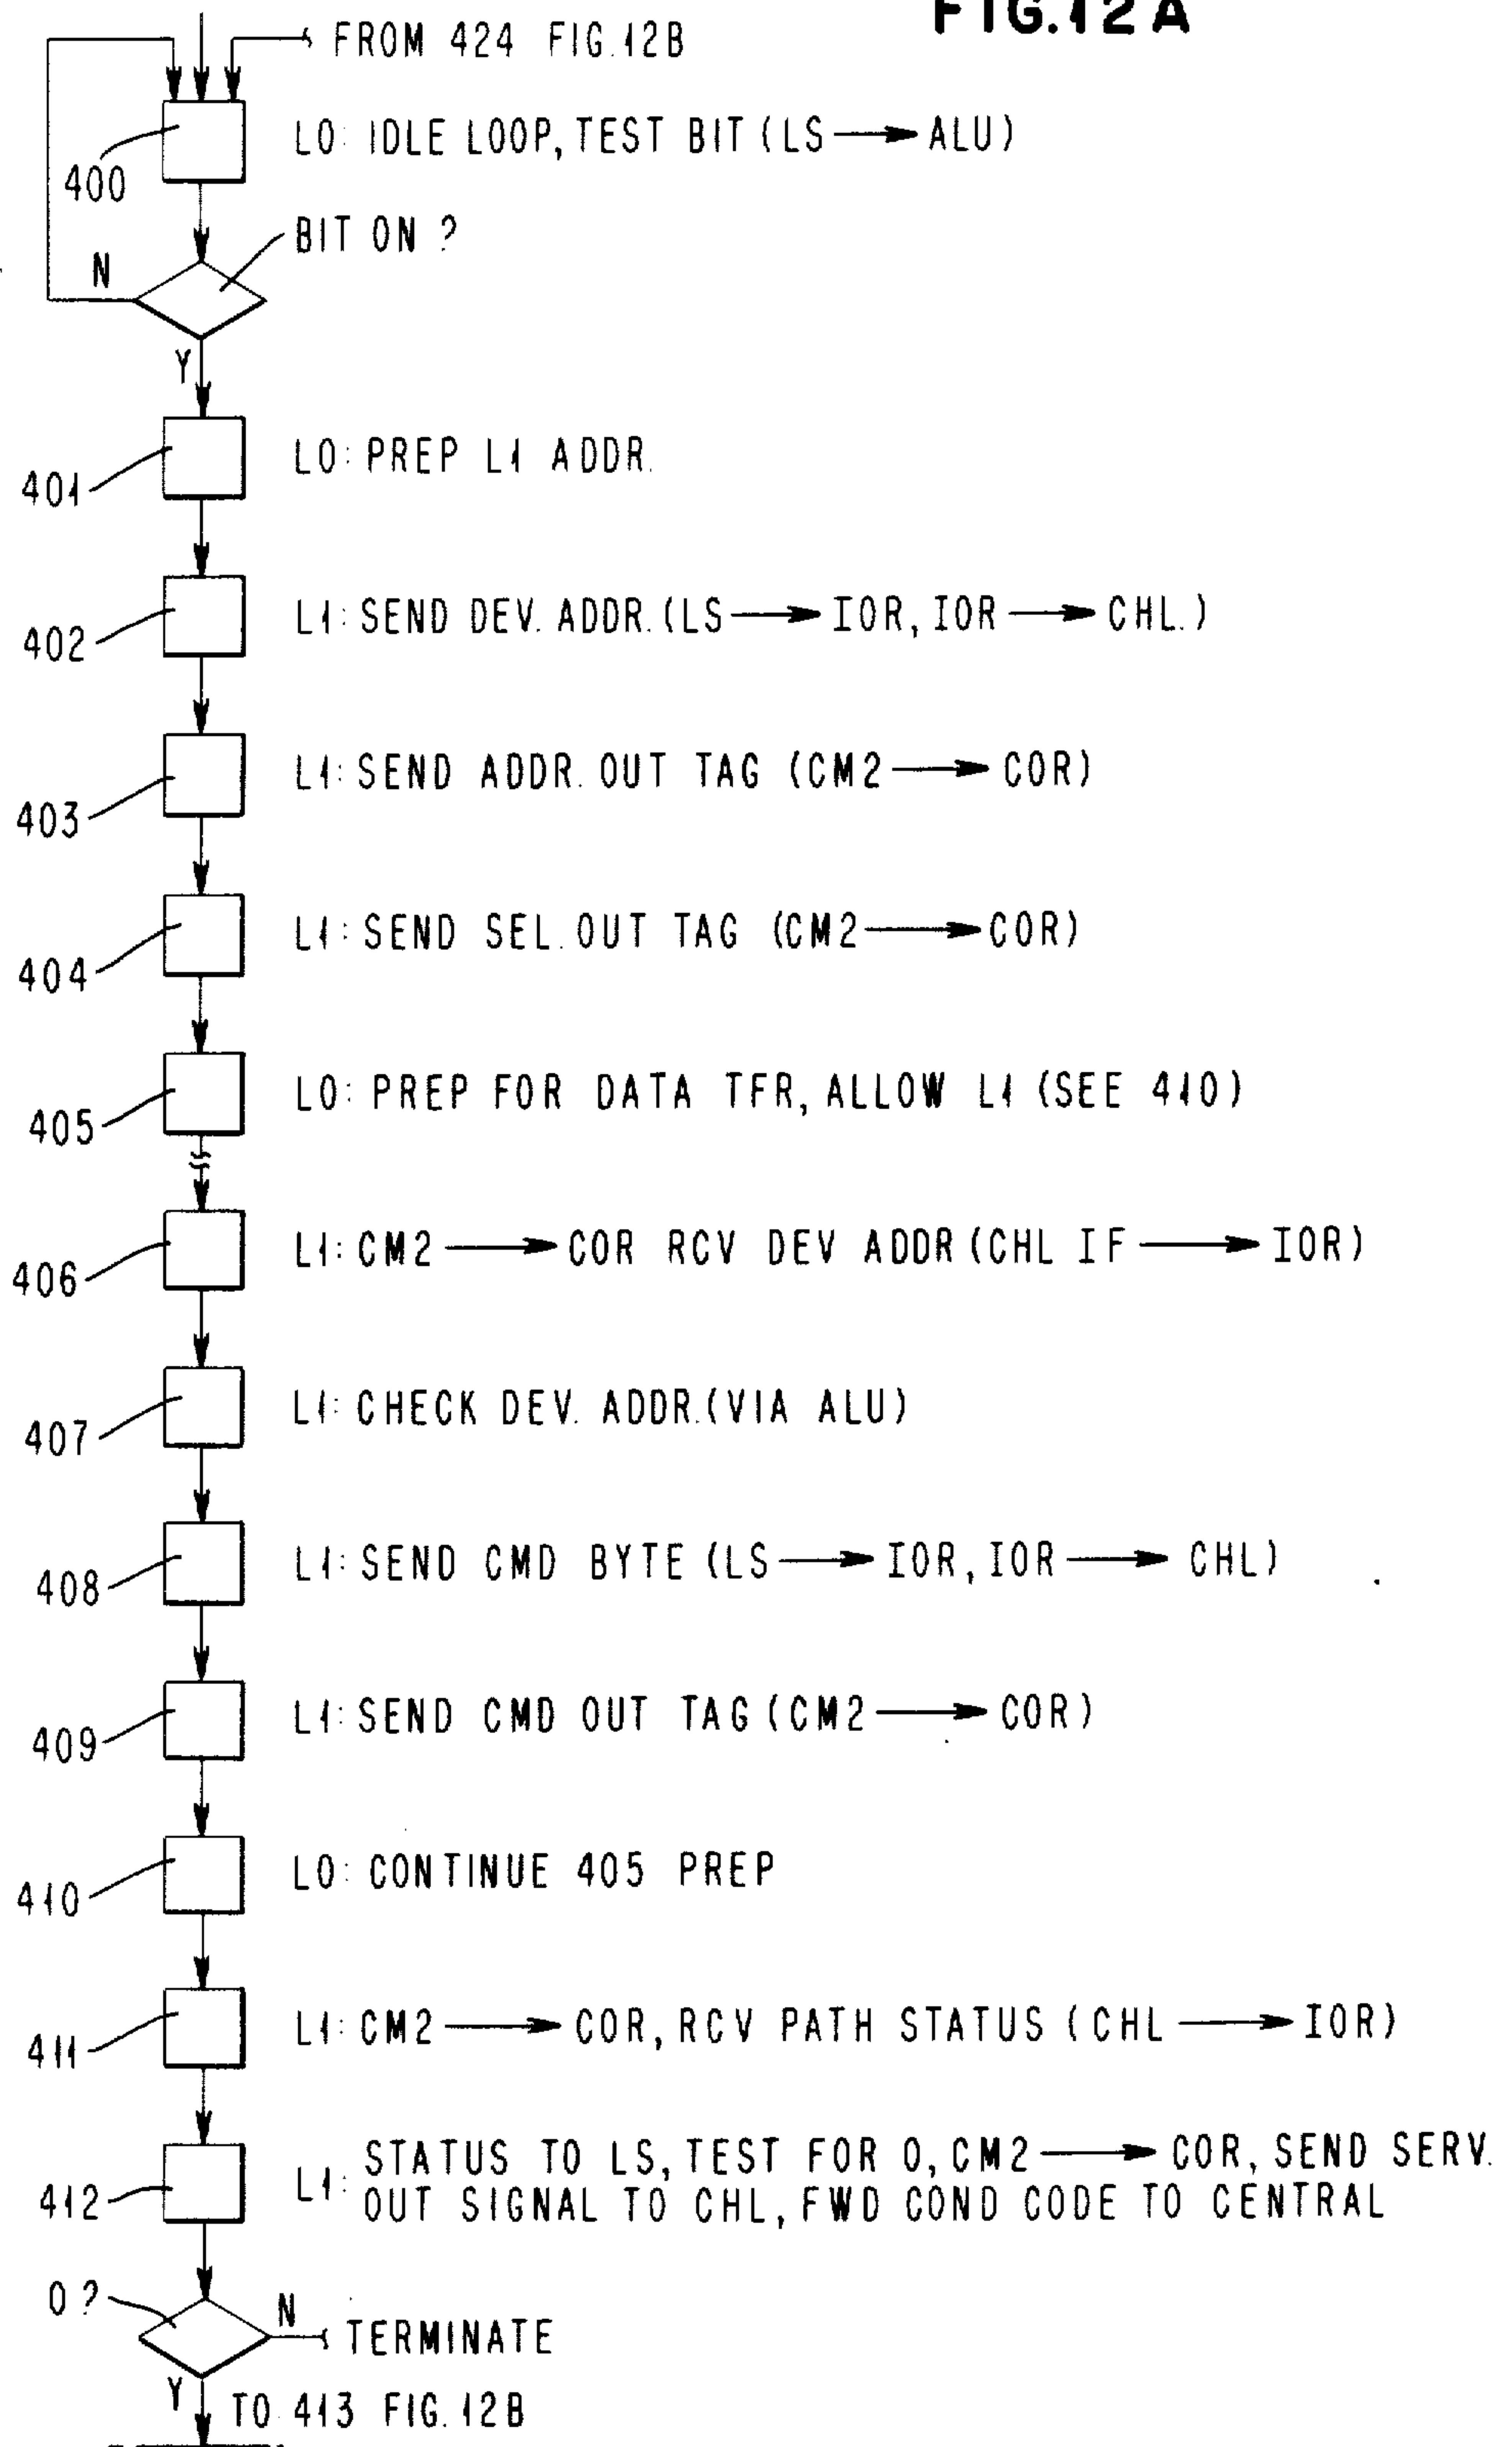 FIG. 12A
FROM 424 FIG. 12B
400
L0: IDLE LOOP, TEST BIT (LS → ALU)
BIT ON ?
N
Y
401
L0: PREP L1 ADDR.
402
L1: SEND DEV. ADDR. (LS → IOR, IOR → CHL.)
403
L1: SEND ADDR. OUT TAG (CM2 → COR)
404
L1: SEND SEL. OUT TAG (CM2 → COR)
405
L0: PREP FOR DATA TFR, ALLOW L1 (SEE 410)
406
L1: CM2 → COR RCV DEV ADDR (CHL IF → IOR)
407
L1: CHECK DEV. ADDR. (VIA ALU)
408
L1: SEND CMD BYTE (LS → IOR, IOR → CHL)
409
L1: SEND CMD OUT TAG (CM2 → COR)
410
L0: CONTINUE 405 PREP
411
L1: CM2 → COR, RCV PATH STATUS (CHL → IOR)
412
L1: STATUS TO LS, TEST FOR 0, CM2 → COR, SEND SERV.
OUT SIGNAL TO CHL, FWD COND CODE TO CENTRAL
0 ?
N
TERMINATE
Y
TO 413 FIG. 12B